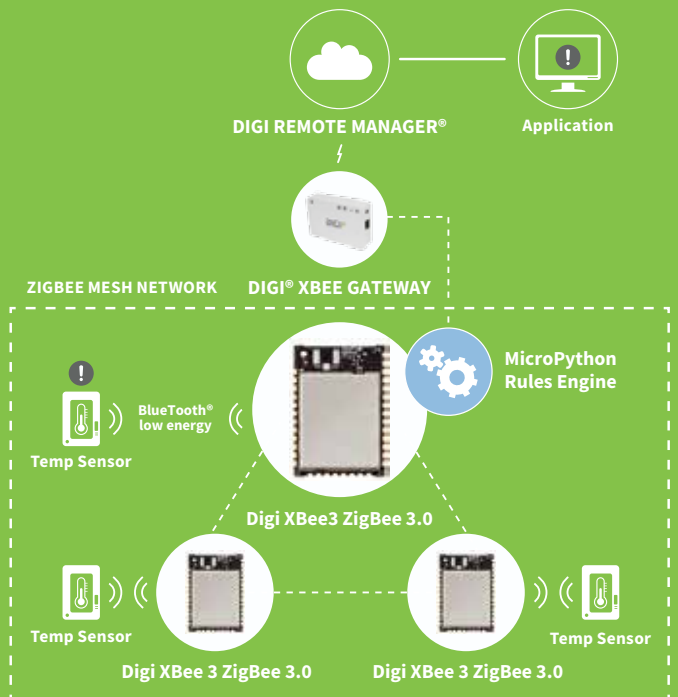 DIGI REMOTE MANAGER®
Application
DIGI
ZIGBEE MESH NETWORK
DIGI® XBEE GATEWAY
MicroPython
Rules Engine
BlueTooth®
low energy
Temp Sensor
Digi XBee3 ZigBee 3.0
Temp Sensor
Temp Sensor
Digi XBee 3 ZigBee 3.0
Digi XBee 3 ZigBee 3.0